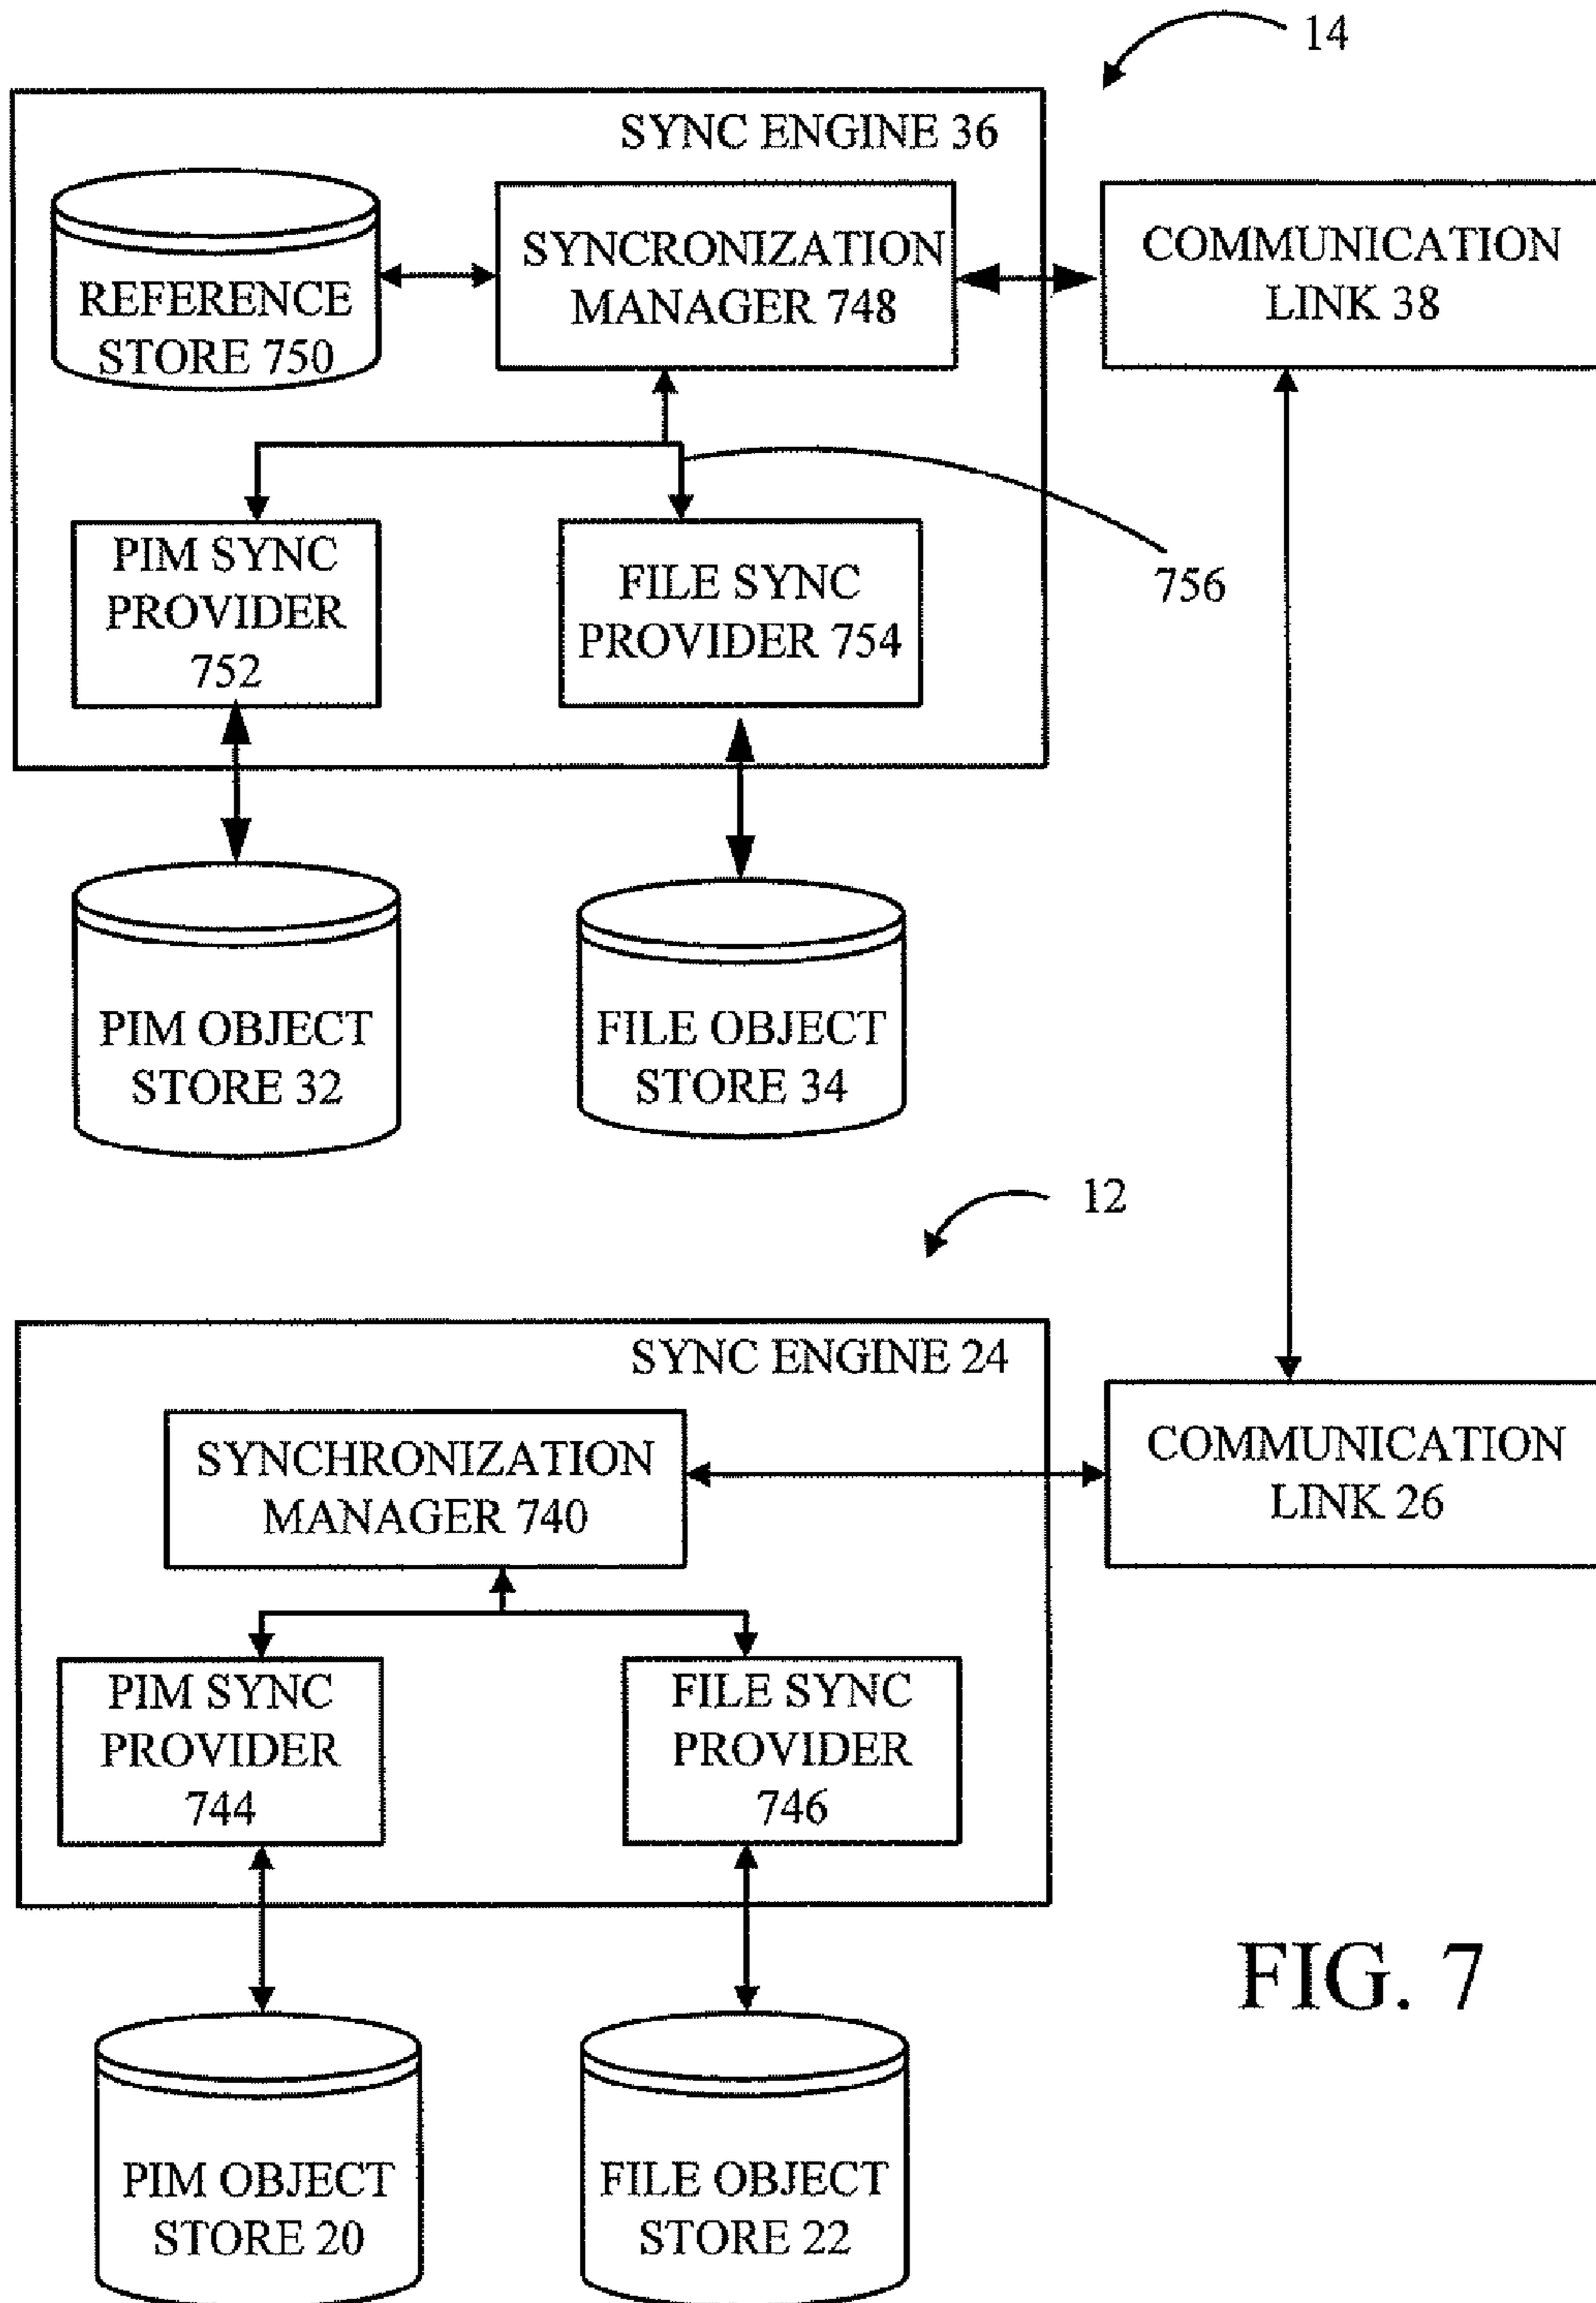 14
SYNC ENGINE 36
REFERENCE
STORE 750
SYNCRONIZATION
MANAGER 748
COMMUNICATION
LINK 38
PIM SYNC
PROVIDER
752
FILE SYNC
PROVIDER 754
756
PIM OBJECT
STORE 32
FILE OBJECT
STORE 34
12
SYNC ENGINE 24
SYNCHRONIZATION
MANAGER 740
COMMUNICATION
LINK 26
PIM SYNC
PROVIDER
744
FILE SYNC
PROVIDER
746
FIG. 7
PIM OBJECT
STORE 20
FILE OBJECT
STORE 22